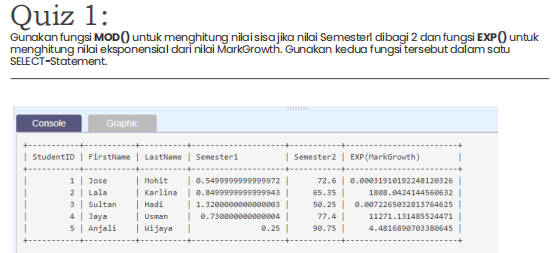 Quiz 1:
Gunakan fungsi MOD() untuk menghitung nilai sisa jika nilai Semester1 dibagi 2 dan fungsi EXP() untuk
menghitung nilai eksponensial dari nilai MarkGrowth. Gunakan kedua fungsi tersebut dalam satu
SELECT-Statement.
Console Graphic
| StudentID | FirstName | LastName | Semester1 | Semester2 | EXP(MarkGrowth) |
| 1 | Jose | Mohit | 0.5499999999999972 | 72.6 | 0.00031910192248120326 |
| 2 | Lala | Karlina | 0.8499999999999943 | 65.35 | 1808.0424144560632 |
| 3 | Sultan | Hadi | 1.3200000000000003 | 50.25 | 0.0072265032813764625 |
| 4 | Jaya | Usman | 0.730000000000004 | 77.4 | 11271.131485524471 |
| 5 | Anjali | Wijaya | 0.25 | 90.75 | 4.4816890703380645 |